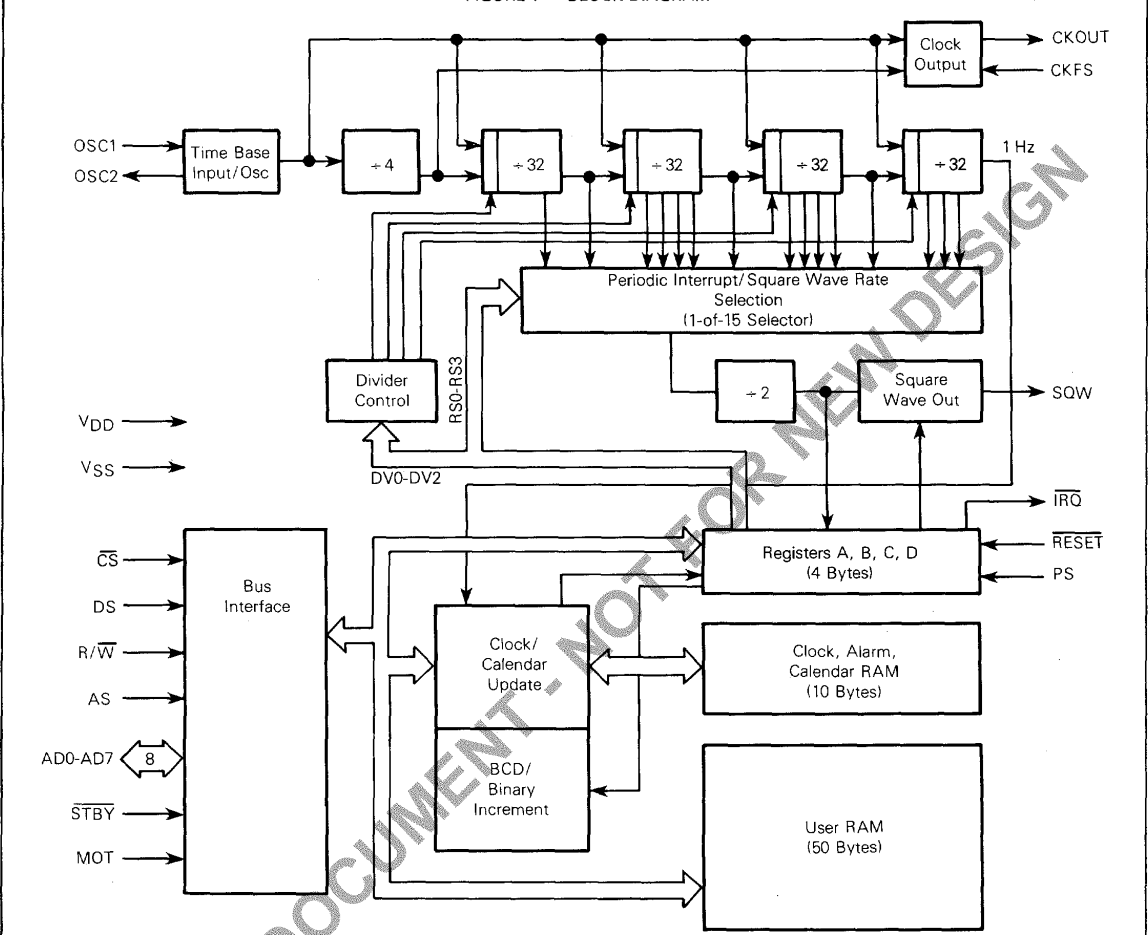 CKOUT
Clock
Output
CKFS
OSC1
OSC2
Time Base
Input/Osc
÷ 4
÷ 32
÷ 32
÷ 32
÷ 32
1 Hz
Periodic Interrupt/Square Wave Rate
Selection
(1-of-15 Selector)
RS0-RS3
Divider
Control
÷ 2
Square
Wave Out
SQW
VDD
VSS
DV0-DV2
IRQ
RESET
PS
Registers A, B, C, D
(4 Bytes)
CS
DS
R/W
AS
AD0-AD7
8
STBY
MOT
Bus
Interface
Clock/
Calendar
Update
BCD/
Binary
Increment
Clock, Alarm,
Calendar RAM
(10 Bytes)
User RAM
(50 Bytes)
DOCUMENT - NOT FOR NEW DESIGN